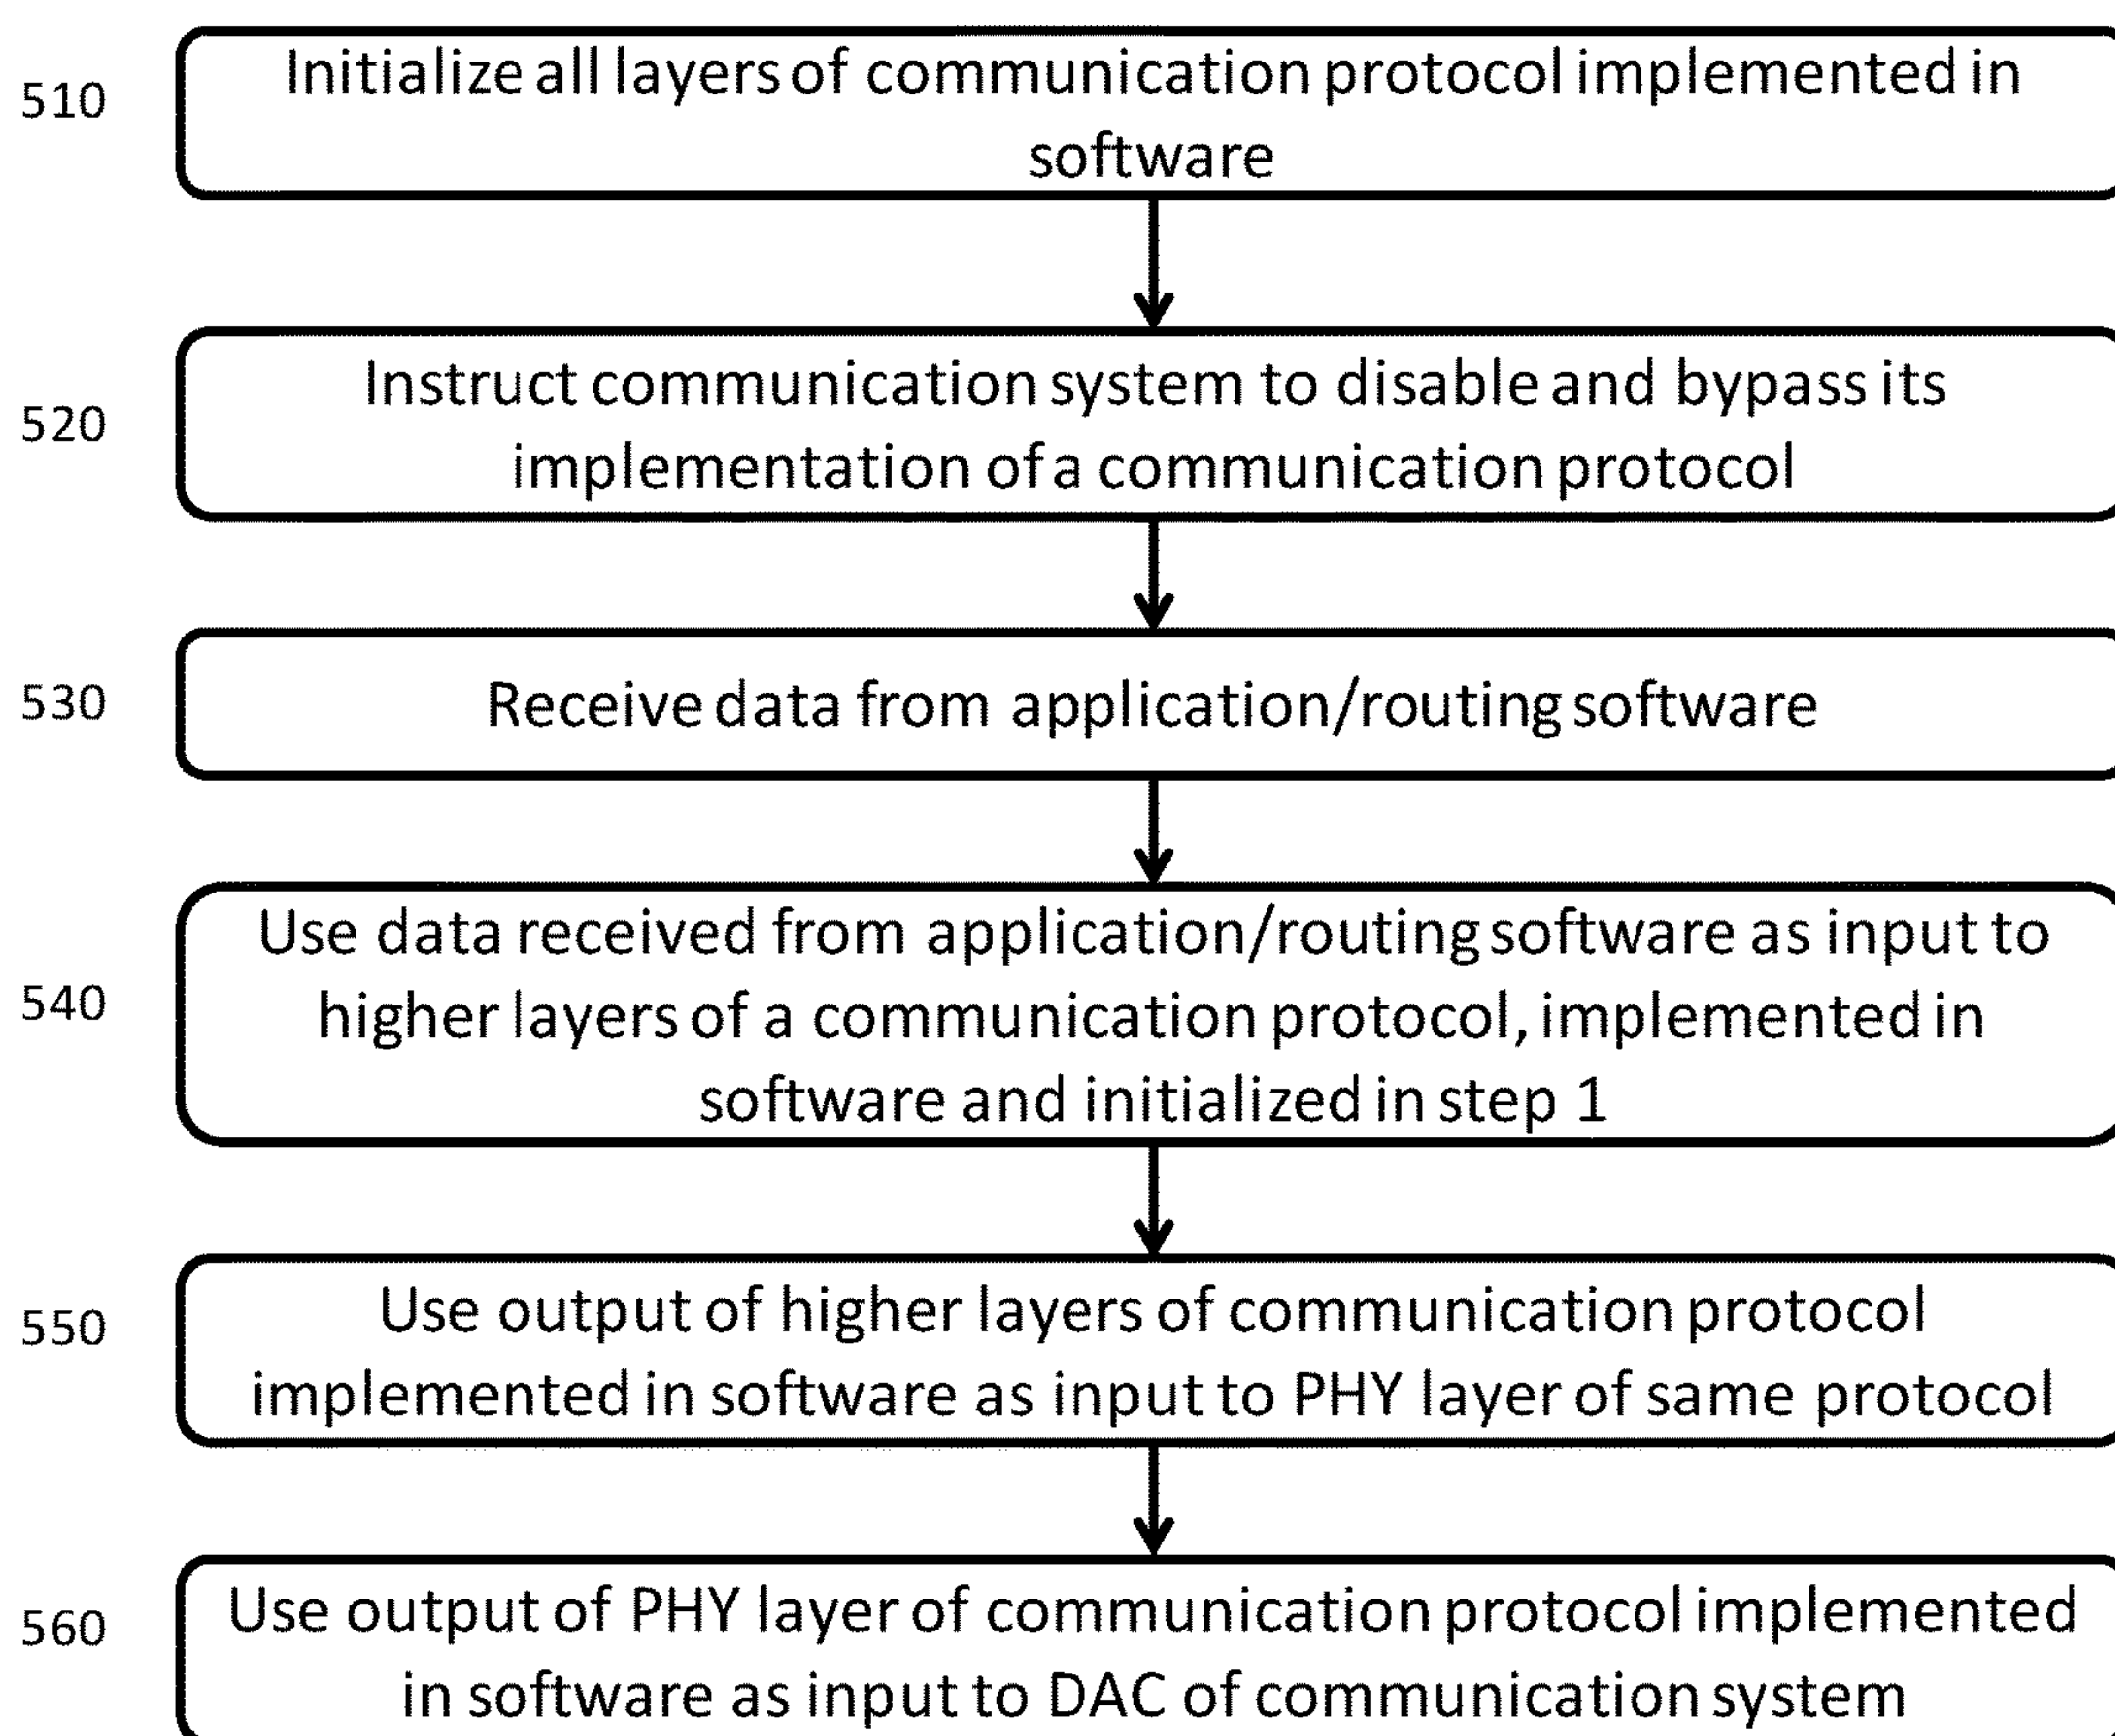 510
Initialize all layers of communication protocol implemented in
software
520
Instruct communication system to disable and bypass its
implementation of a communication protocol
530
Receive data from application/routing software
540
Use data received from application/routing software as input to
higher layers of a communication protocol, implemented in
software and initialized in step 1
550
Use output of higher layers of communication protocol
implemented in software as input to PHY layer of same protocol
560
Use output of PHY layer of communication protocol implemented
in software as input to DAC of communication system